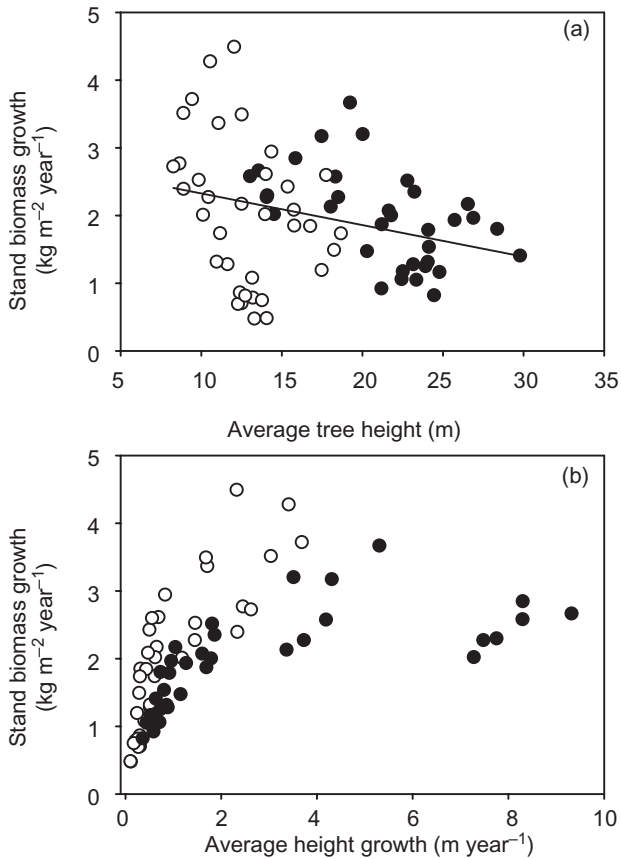 (a)
Stand biomass growth
(kg m⁻² year⁻¹)
5
4
3
2
1
0
5 10 15 20 25 30 35
Average tree height (m)
(b)
Stand biomass growth
(kg m⁻² year⁻¹)
5
4
3
2
1
0
0 2 4 6 8 10
Average height growth (m year⁻¹)